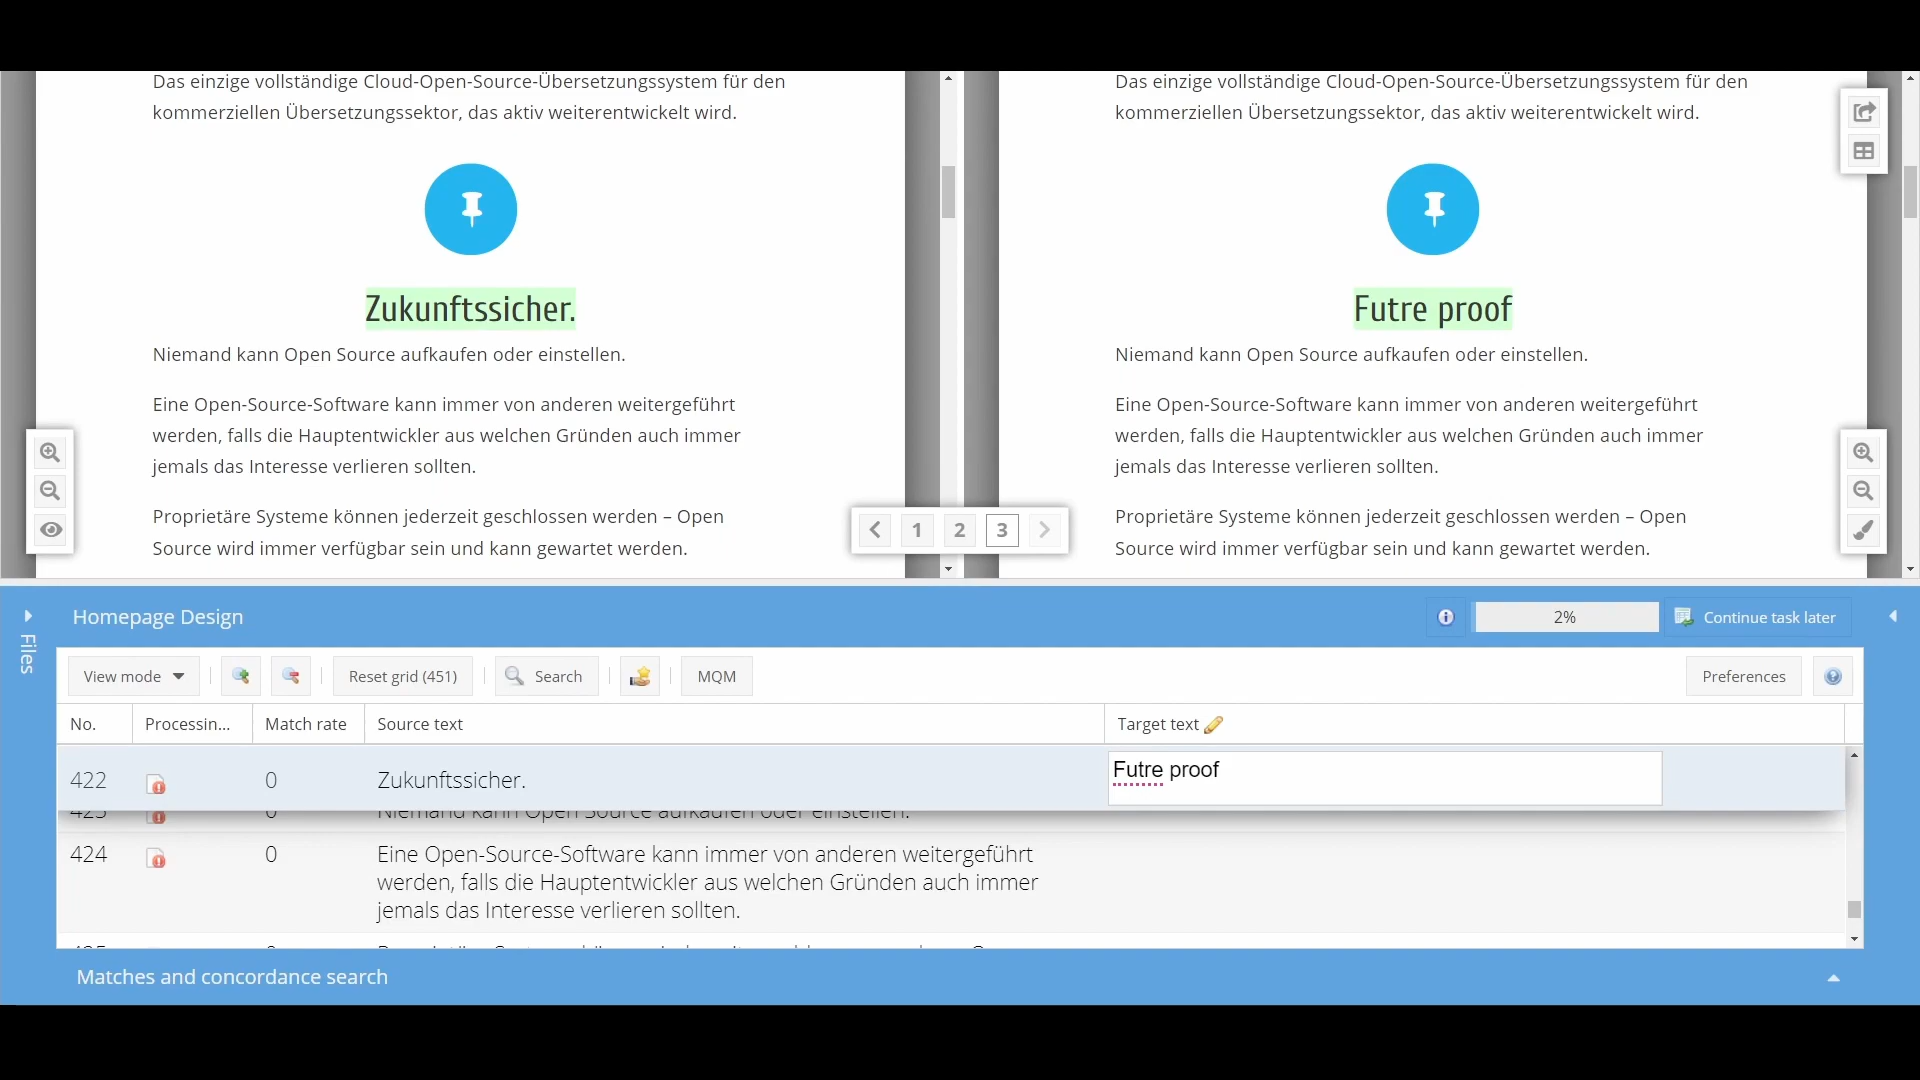 Das einzige vollständige Cloud-Open-Source-Übersetzungssystem für den
kommerziellen Übersetzungssektor, das aktiv weiterentwickelt wird.
Zukunftssicher.
Niemand kann Open Source aufkaufen oder einstellen.
Eine Open-Source-Software kann immer von anderen weitergeführt
werden, falls die Hauptentwickler aus welchen Gründen auch immer
jemals das Interesse verlieren sollten.
Proprietäre Systeme können jederzeit geschlossen werden – Open
Source wird immer verfügbar sein und kann gewartet werden.
Das einzige vollständige Cloud-Open-Source-Übersetzungssystem für den
kommerziellen Übersetzungssektor, das aktiv weiterentwickelt wird.
Futre proof
Niemand kann Open Source aufkaufen oder einstellen.
Eine Open-Source-Software kann immer von anderen weitergeführt
werden, falls die Hauptentwickler aus welchen Gründen auch immer
jemals das Interesse verlieren sollten.
Proprietäre Systeme können jederzeit geschlossen werden – Open
Source wird immer verfügbar sein und kann gewartet werden.
1 2 3
Files
Homepage Design
2%
Continue task later
View mode
Reset grid (451)
Search
MQM
Preferences
No. Processin... Match rate Source text Target text
422 0 Zukunftssicher. Futre proof
423 0 Niemand kann Open Source aufkaufen oder einstellen.
424 0 Eine Open-Source-Software kann immer von anderen weitergeführt
werden, falls die Hauptentwickler aus welchen Gründen auch immer
jemals das Interesse verlieren sollten.
Matches and concordance search